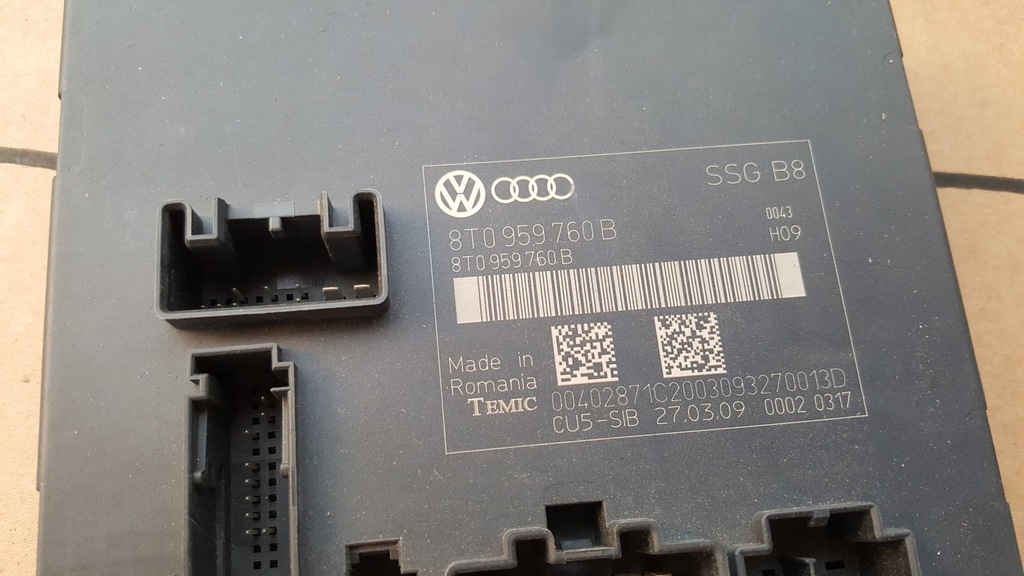 SSG B8
8T0 959 760 B
0043
8T0 959 760 B
H09
Made in
Romania
TEMIC
00402871C2003093270013D
CU5-SIB 27.03.09 0002 0317